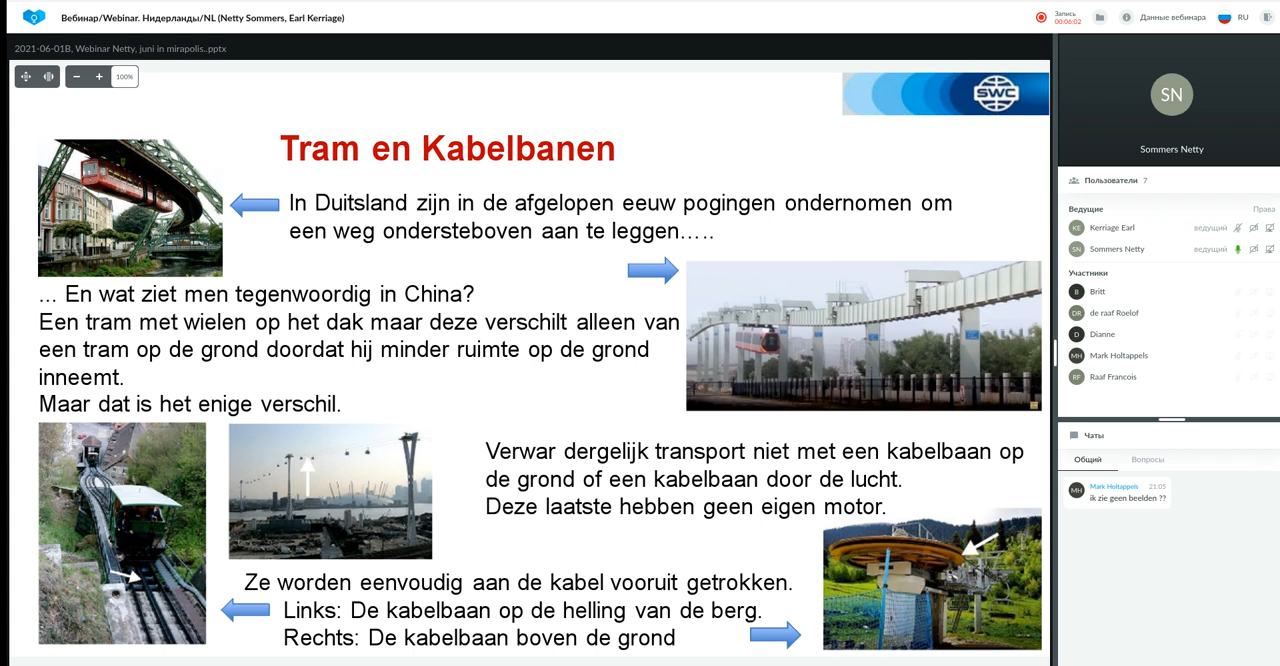 Вебинар/Webinar. Нидерланды/NL (Netty Sommers, Earl Kerriage)
Запись
00:06:02
Данные вебинара
RU
2021-06-01B, Webinar Netty, juni in mirapolis..pptx
100%
SWC
Tram en Kabelbanen
In Duitsland zijn in de afgelopen eeuw pogingen ondernomen om
een weg ondersteboven aan te leggen.....
... En wat ziet men tegenwoordig in China?
Een tram met wielen op het dak maar deze verschilt alleen van
een tram op de grond doordat hij minder ruimte op de grond
inneemt.
Maar dat is het enige verschil.
Verwar dergelijk transport niet met een kabelbaan op
de grond of een kabelbaan door de lucht.
Deze laatste hebben geen eigen motor.
Ze worden eenvoudig aan de kabel vooruit getrokken.
Links: De kabelbaan op de helling van de berg.
Rechts: De kabelbaan boven de grond
SN
Sommers Netty
Пользователи 7
Ведущие Права
KE Kerriage Earl ведущий
SN Sommers Netty ведущий
Участники
B Britt
DR de raaf Roelof
D Dianne
MH Mark Holtappels
RF Raaf Francois
Чаты
Общий Вопросы
MH Mark Holtappels 21:05
ik zie geen beelden ??